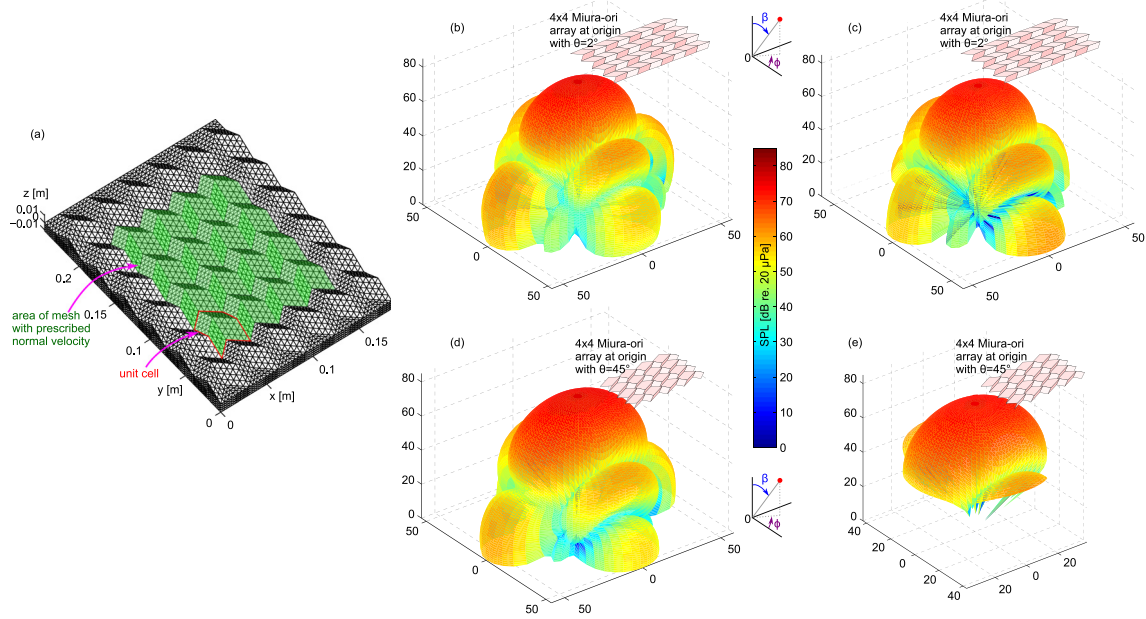 (a)
z [m]
0.01
0
−0.01
0.2
0.15
0.1
y [m]
0
0
x [m]
0.1
0.15
area of mesh
with prescribed
normal velocity
unit cell
(b)
4x4 Miura-ori
array at origin
with θ=2°
80
60
40
20
0
50
0
50
50
0
50
β
0
ϕ
(c)
4x4 Miura-ori
array at origin
with θ=2°
80
60
40
20
0
50
0
50
50
0
50
SPL [dB re. 20 μPa]
80
70
60
50
40
30
20
10
0
(d)
4x4 Miura-ori
array at origin
with θ=45°
80
60
40
20
0
50
0
50
50
0
50
β
0
ϕ
(e)
4x4 Miura-ori
array at origin
with θ=45°
80
60
40
20
0
40
20
0
20
40
20
0
20